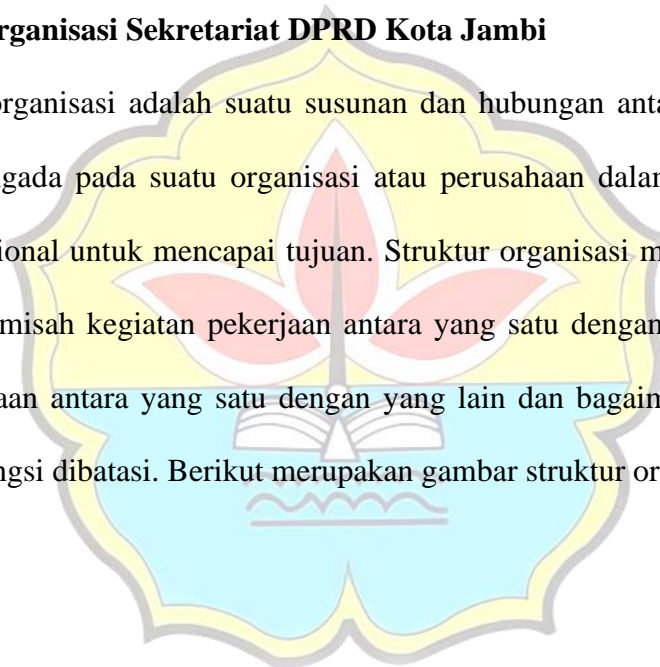 rganisasi Sekretariat DPRD Kota Jambi
organisasi adalah suatu susunan dan hubungan anta
gada pada suatu organisasi atau perusahaan dalam
ional untuk mencapai tujuan. Struktur organisasi m
misah kegiatan pekerjaan antara yang satu dengan
aan antara yang satu dengan yang lain dan bagaim
ngsi dibatasi. Berikut merupakan gambar struktur or